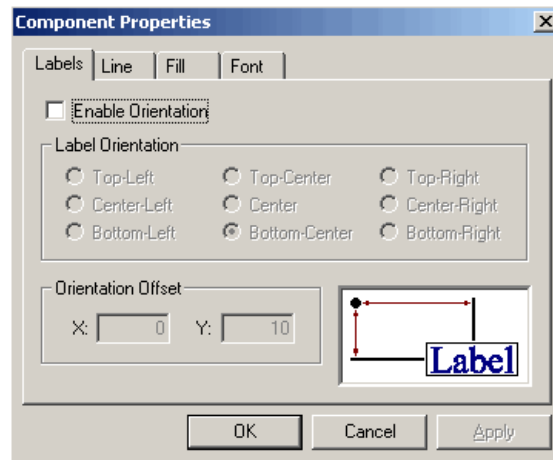 Component Properties
Labels Line Fill Font
Enable Orientation
Label Orientation
Top-Left Top-Center Top-Right
Center-Left Center Center-Right
Bottom-Left Bottom-Center Bottom-Right
Orientation Offset
X: 0 Y: 10
Label
OK Cancel Apply